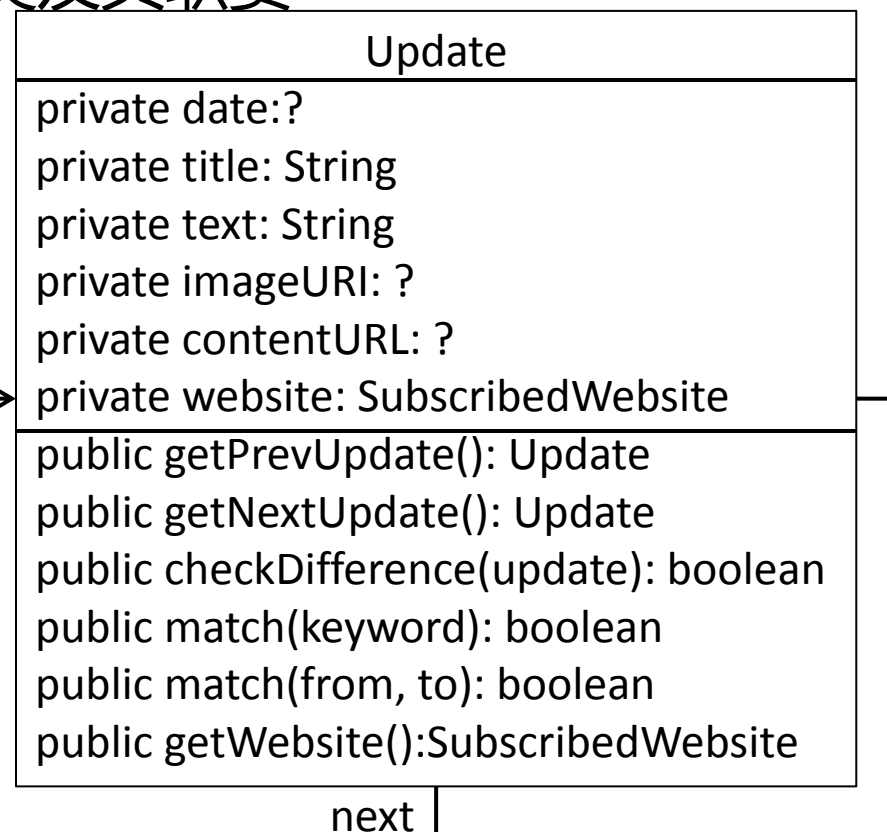 Update
private date:?
private title: String
private text: String
private imageURI: ?
private contentURL: ?
private website: SubscribedWebsite
public getPrevUpdate(): Update
public getNextUpdate(): Update
public checkDifference(update): boolean
public match(keyword): boolean
public match(from, to): boolean
public getWebsite():SubscribedWebsite
next